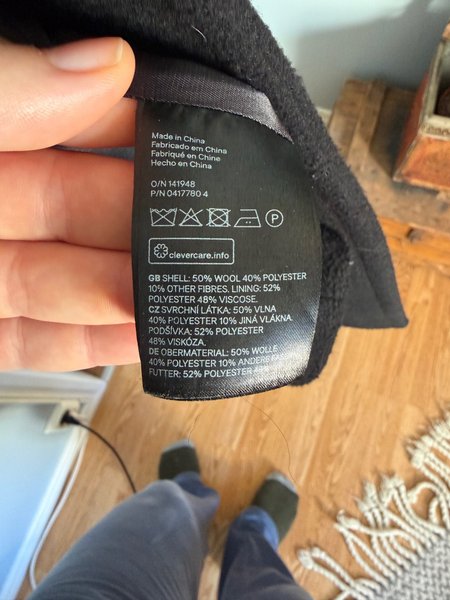 Made in China
Fabricado em China
Fabriqué en Chine
Hecho en China
O/N 141948
P/N 0417780 4
P
clevercare.info
GB SHELL: 50% WOOL 40% POLYESTER
10% OTHER FIBRES. LINING: 52%
POLYESTER 48% VISCOSE.
CZ SVRCHNÍ LÁTKA: 50% VLNA
40% POLYESTER 10% JINÁ VLÁKNA.
PODŠÍVKA: 52% POLYESTER
48% VISKÓZA.
DE OBERMATERIAL: 50% WOLLE
40% POLYESTER 10% ANDERE
FUTTER: 52% POLYESTER